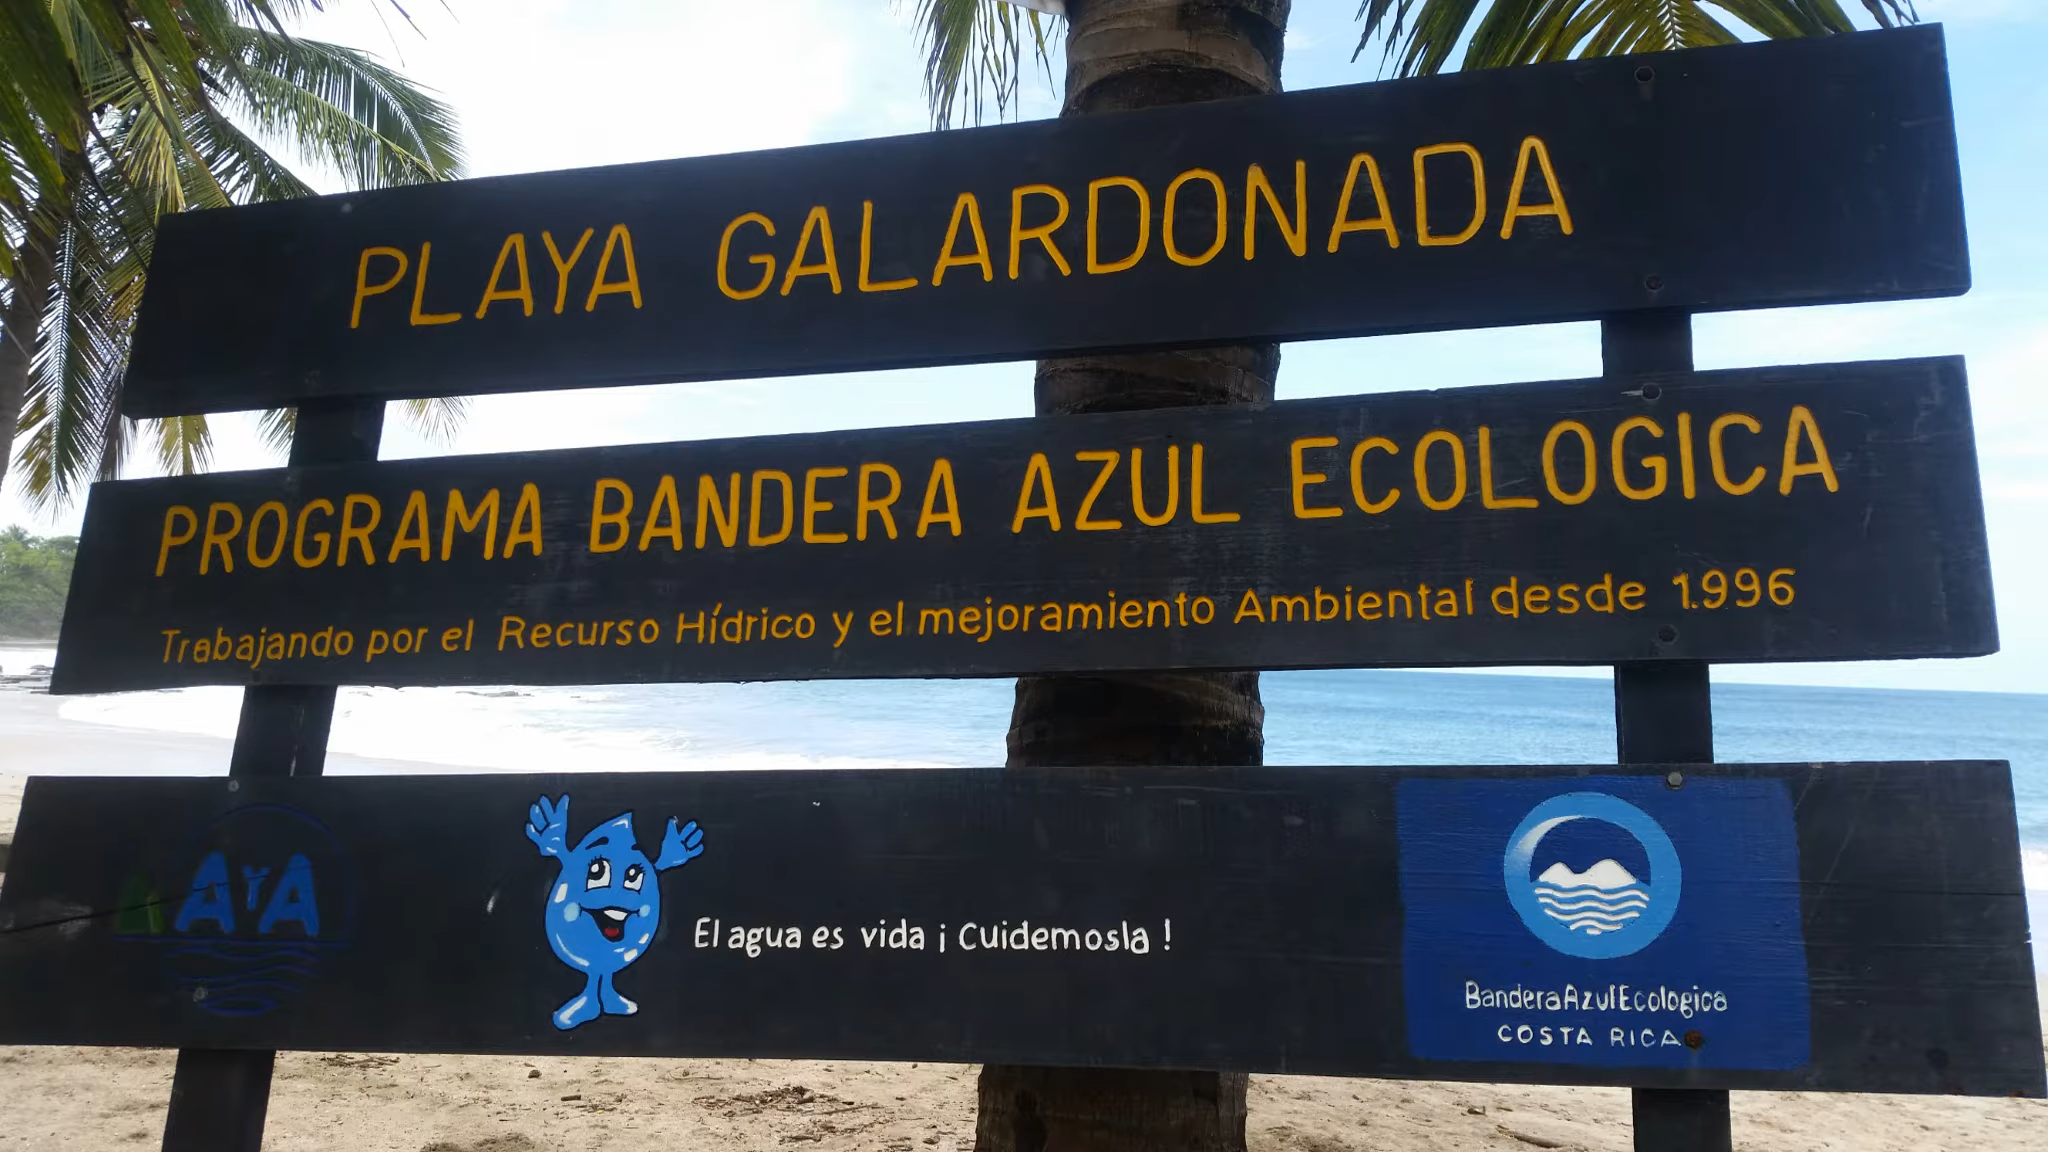 PLAYA GALARDONADA
PROGRAMA BANDERA AZUL ECOLOGICA
Trabajando por el Recurso Hídrico y el mejoramiento Ambiental desde 1.996
AYA
El agua es vida ¡ Cuidemosla !
BanderaAzulEcologica
COSTA RICA